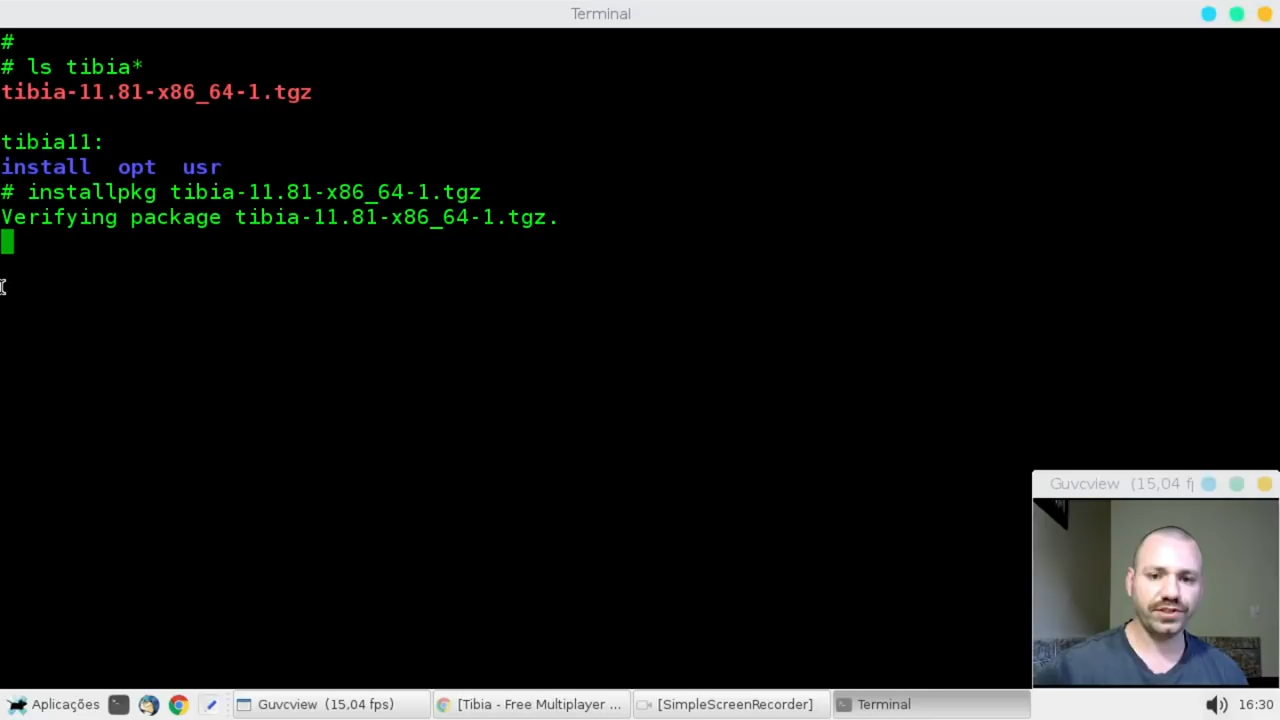 Terminal
#
# ls tibia*
tibia-11.81-x86_64-1.tgz
tibia11:
install opt usr
# installpkg tibia-11.81-x86_64-1.tgz
Verifying package tibia-11.81-x86_64-1.tgz.
Guvcview (15,04 f
Aplicações
Guvcview (15,04 fps)
[Tibia - Free Multiplayer ...
[SimpleScreenRecorder]
Terminal
16:30